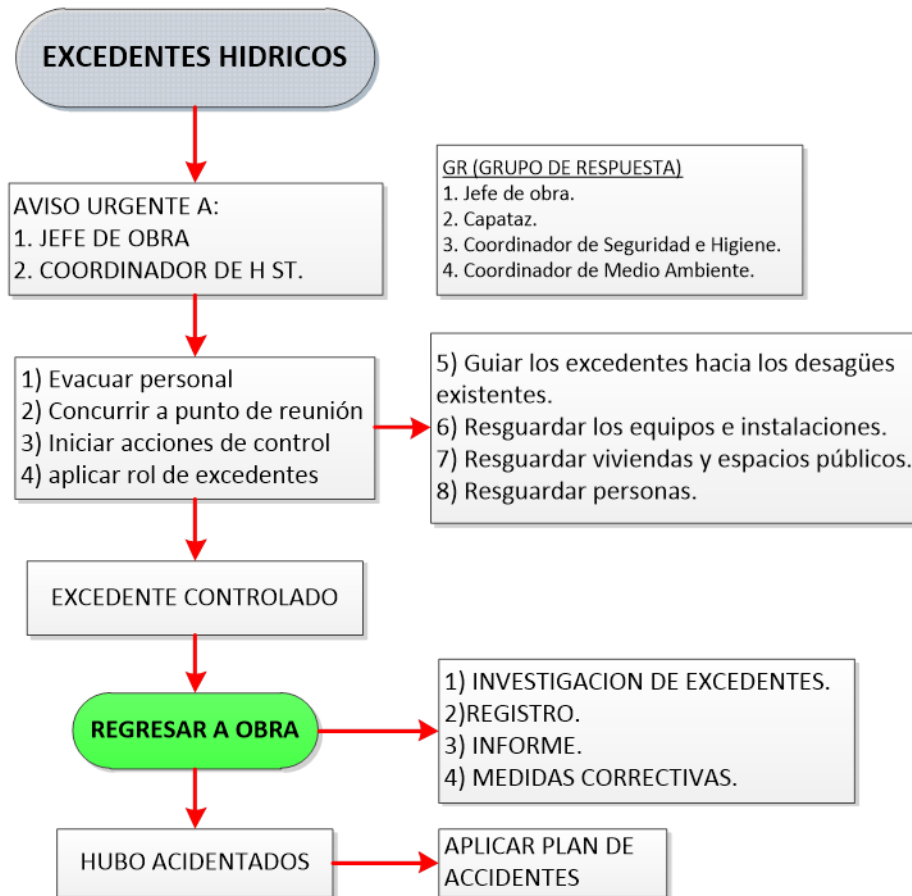 EXCEDENTES HIDRICOS
AVISO URGENTE A:
1. JEFE DE OBRA
2. COORDINADOR DE H ST.
GR (GRUPO DE RESPUESTA)
1. Jefe de obra.
2. Capataz.
3. Coordinador de Seguridad e Higiene.
4. Coordinador de Medio Ambiente.
1) Evacuar personal
2) Concurrir a punto de reunión
3) Iniciar acciones de control
4) aplicar rol de excedentes
5) Guiar los excedentes hacia los desagües
existentes.
6) Resguardar los equipos e instalaciones.
7) Resguardar viviendas y espacios públicos.
8) Resguardar personas.
EXCEDENTE CONTROLADO
REGRESAR A OBRA
1) INVESTIGACION DE EXCEDENTES.
2)REGISTRO.
3) INFORME.
4) MEDIDAS CORRECTIVAS.
HUBO ACIDENTADOS
APLICAR PLAN DE
ACCIDENTES